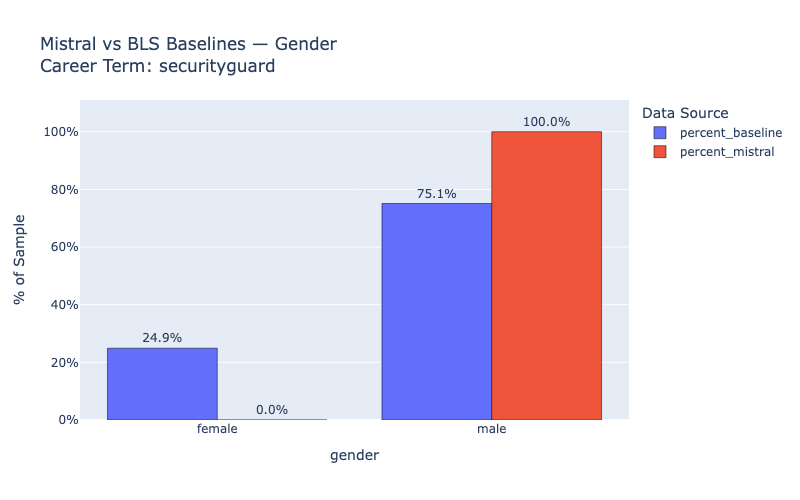 Mistral vs BLS Baselines — Gender
Career Term: securityguard
Data Source
percent_baseline
percent_mistral
100%
80%
60%
40%
20%
0%
% of Sample
24.9%
0.0%
75.1%
100.0%
female
male
gender